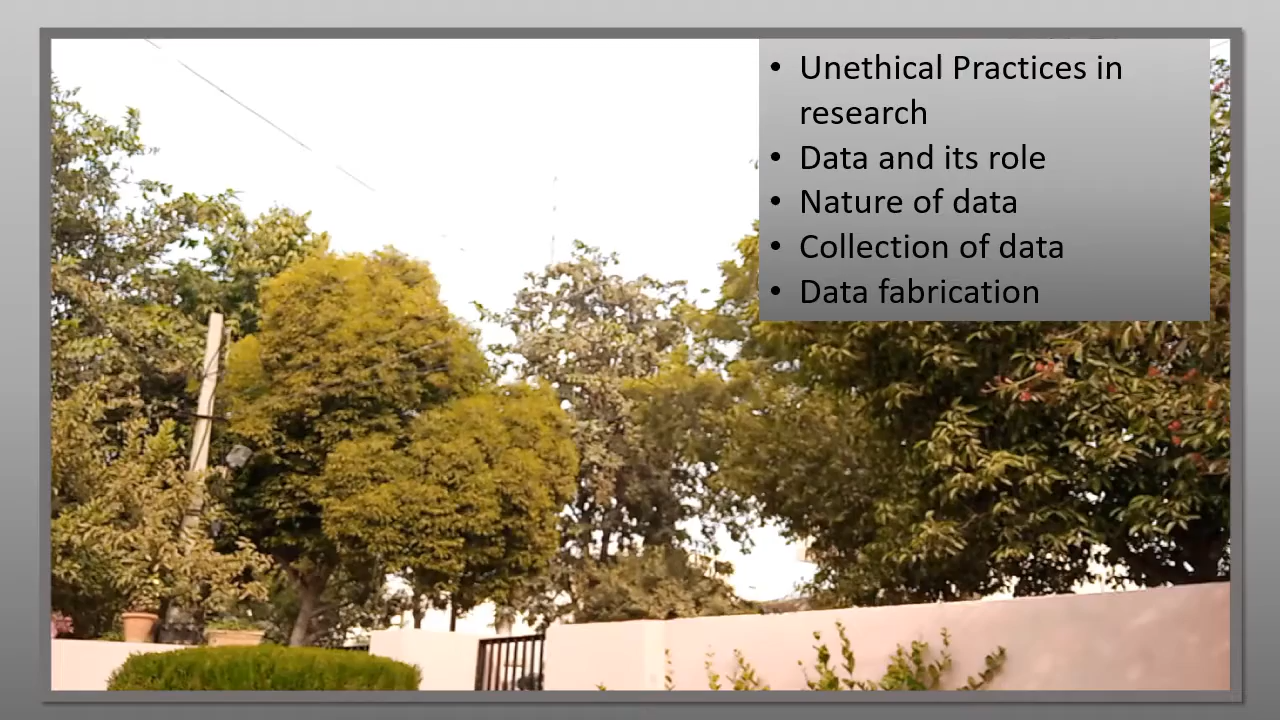 • Unethical Practices in
research
• Data and its role
• Nature of data
• Collection of data
• Data fabrication